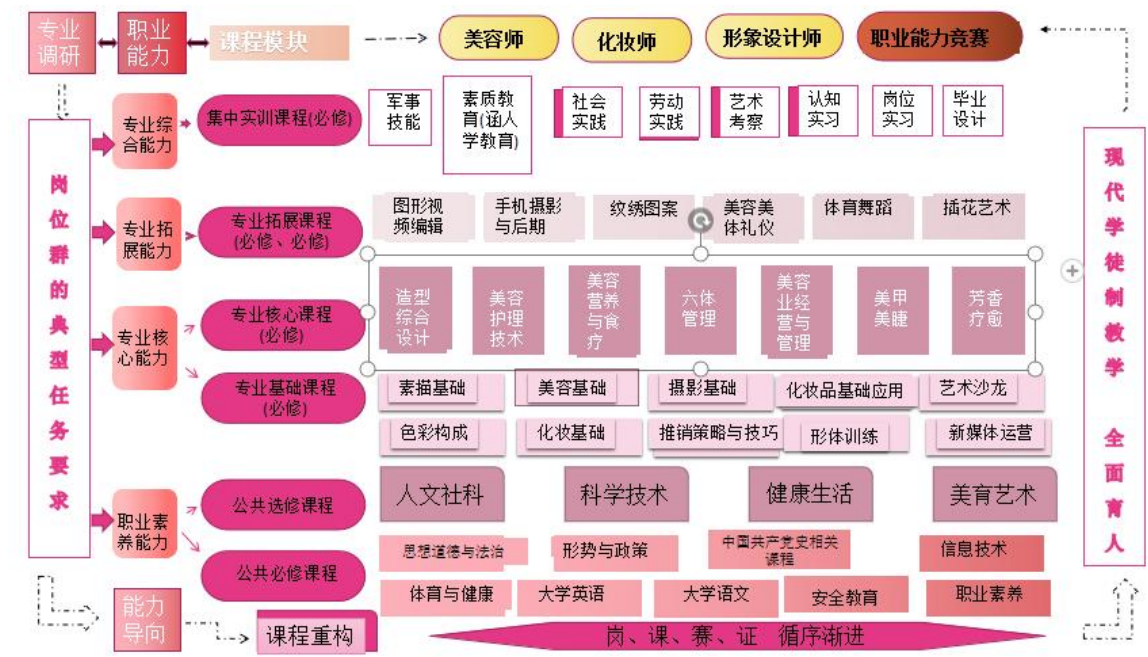 专业
调研
职业
能力
课程模块
美容师
化妆师
形象设计师
职业能力竞赛
岗位群的典型任务要求
专业综
合能力
集中实训课程(必修)
军事
技能
素质教
育(涵人
学教育)
社会
实践
劳动
实践
艺术
考察
认知
实习
岗位
实习
毕业
设计
专业拓
展能力
专业拓展课程
(必修、必修)
图形视
频编辑
手机摄影
与后期
纹绣图案
美容美
体礼仪
体育舞蹈
插花艺术
专业核
心能力
专业核心课程
(必修)
造型
综合
设计
美容
护理
技术
美容
营养
与食
疗
六体
管理
美容
业经
营与
管理
美甲
美睫
芳香
疗愈
专业基础课程
(必修)
素描基础
美容基础
摄影基础
化妆品基础应用
艺术沙龙
色彩构成
化妆基础
推销策略与技巧
形体训练
新媒体运营
职业素
养能力
公共选修课程
人文社科
科学技术
健康生活
美育艺术
公共必修课程
思想道德与法治
形势与政策
中国共产党史相关
课程
信息技术
体育与健康
大学英语
大学语文
安全教育
职业素养
能力
导向
课程重构
岗、课、赛、证 循序渐进
现代学徒制教学 全面育人